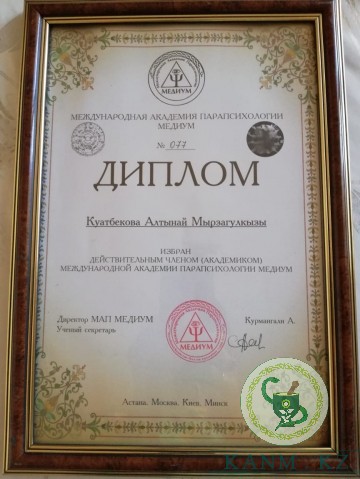 МЕДИУМ
МЕЖДУНАРОДНАЯ АКАДЕМИЯ ПАРАПСИХОЛОГИИ
МЕДИУМ
№ 077
ДИПЛОМ
Куатбекова Алтынай Мырзагулкызы
ИЗБРАН
ДЕЙСТВИТЕЛЬНЫМ ЧЛЕНОМ (АКАДЕМИКОМ)
МЕЖДУНАРОДНОЙ АКАДЕМИИ ПАРАПСИХОЛОГИИ МЕДИУМ
Директор МАП МЕДИУМ Курмангали А.
Ученый секретарь
МЕДИУМ
Астана. Москва. Киев. Минск